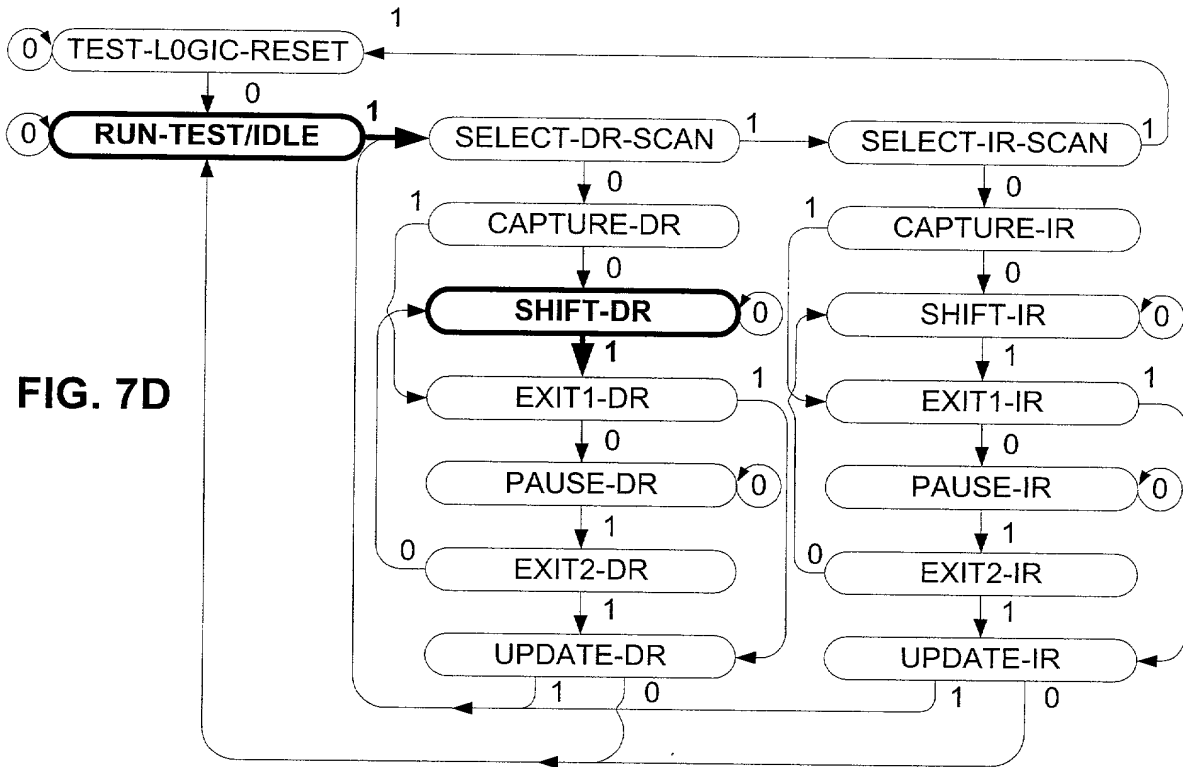 1
0 TEST-L0GIC-RESET
0
0 RUN-TEST/IDLE 1
SELECT-DR-SCAN 1
SELECT-IR-SCAN 1
0 0
1 CAPTURE-DR
1 CAPTURE-IR
0 0
SHIFT-DR 0
SHIFT-IR 0
1 1
FIG. 7D
EXIT1-DR 1
EXIT1-IR 1
0 0
PAUSE-DR 0
PAUSE-IR 0
1 1
0 EXIT2-DR
0 EXIT2-IR
1 1
UPDATE-DR
UPDATE-IR
1 0
1 0